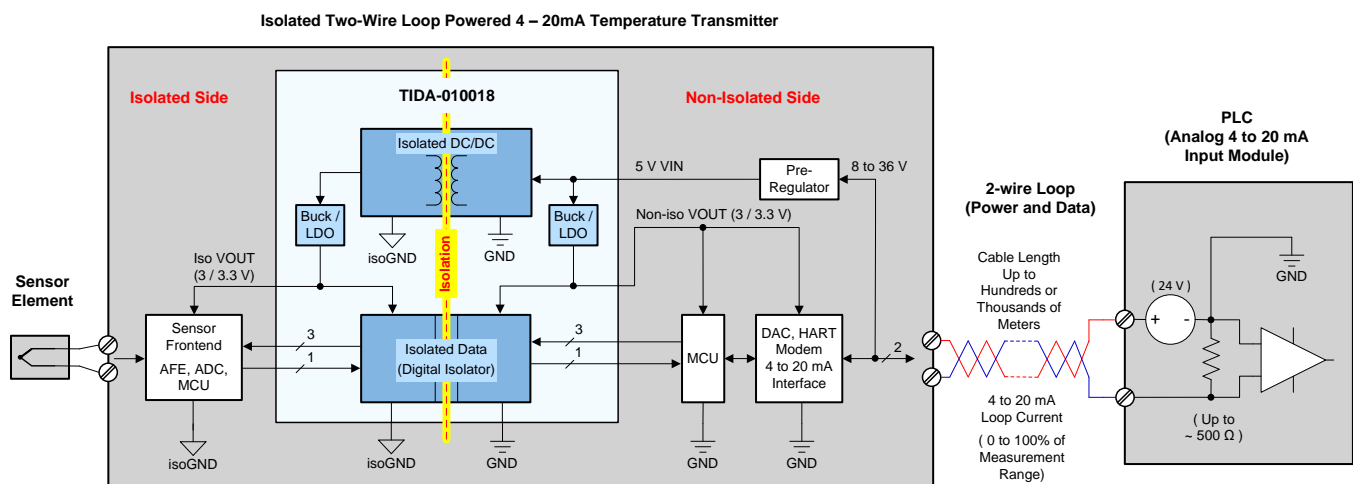 Isolated Two-Wire Loop Powered 4 – 20mA Temperature Transmitter
Isolated Side
TIDA-010018
Non-Isolated Side
Isolated DC/DC
5 V VIN
Pre-
Regulator
8 to 36 V
Buck /
LDO
isoGND
GND
Buck /
LDO
Non-iso VOUT (3 / 3.3 V)
Isolation
Iso VOUT
(3 / 3.3 V)
Sensor
Element
Sensor
Frontend
AFE, ADC,
MCU
3
1
Isolated Data
(Digital Isolator)
3
1
MCU
DAC, HART
Modem
4 to 20 mA
Interface
2
isoGND
isoGND
GND
GND
GND
2-wire Loop
(Power and Data)
Cable Length
Up to
Hundreds or
Thousands of
Meters
4 to 20 mA
Loop Current
( 0 to 100% of
Measurement
Range)
PLC
(Analog 4 to 20 mA
Input Module)
GND
( 24 V )
+ -
( Up to
~ 500 Ω )